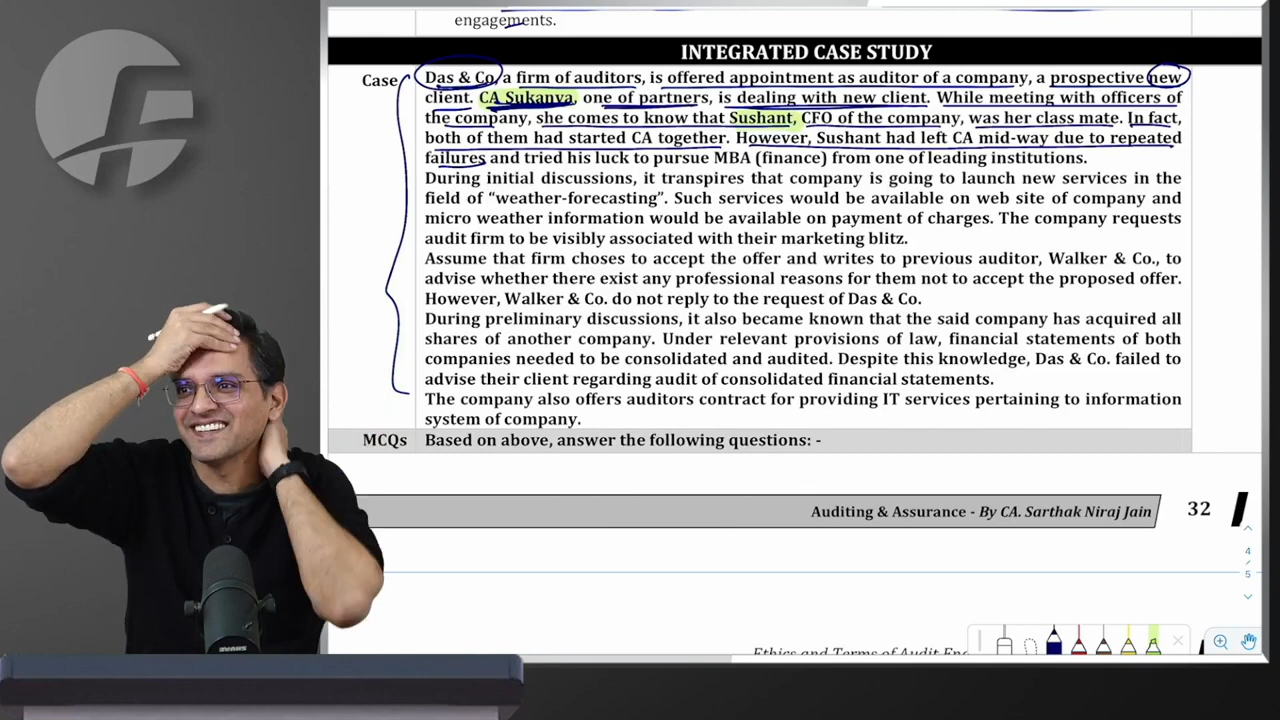 engagements.
INTEGRATED CASE STUDY
Case Das & Co, a firm of auditors, is offered appointment as auditor of a company, a prospective new
client. CA Sukanya, one of partners, is dealing with new client. While meeting with officers of
the company, she comes to know that Sushant, CFO of the company, was her class mate. In fact,
both of them had started CA together. However, Sushant had left CA mid-way due to repeated
failures and tried his luck to pursue MBA (finance) from one of leading institutions.
During initial discussions, it transpires that company is going to launch new services in the
field of “weather-forecasting”. Such services would be available on web site of company and
micro weather information would be available on payment of charges. The company requests
audit firm to be visibly associated with their marketing blitz.
Assume that firm choses to accept the offer and writes to previous auditor, Walker & Co., to
advise whether there exist any professional reasons for them not to accept the proposed offer.
However, Walker & Co. do not reply to the request of Das & Co.
During preliminary discussions, it also became known that the said company has acquired all
shares of another company. Under relevant provisions of law, financial statements of both
companies needed to be consolidated and audited. Despite this knowledge, Das & Co. failed to
advise their client regarding audit of consolidated financial statements.
The company also offers auditors contract for providing IT services pertaining to information
system of company.
MCQs Based on above, answer the following questions: -
Auditing & Assurance - By CA. Sarthak Niraj Jain 32
4
/
5
Ethics and Terms of Audit